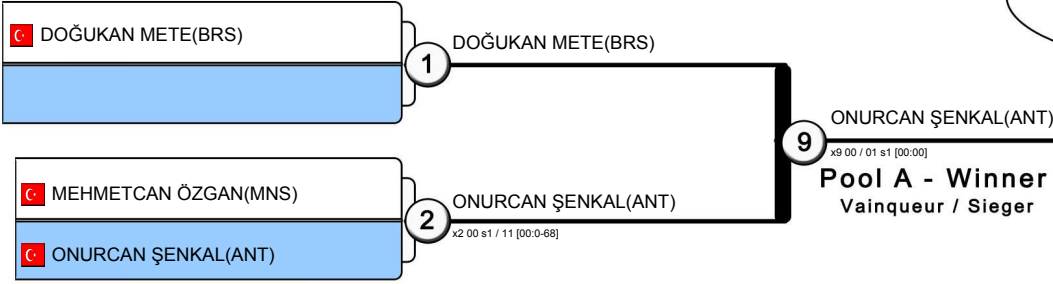 DOĞUKAN METE(BRS)
1
DOĞUKAN METE(BRS)
MEHMETCAN ÖZGAN(MNS)
ONURCAN ŞENKAL(ANT)
2
ONURCAN ŞENKAL(ANT)
x2 00 s1 / 11 [00:0-68]
9
ONURCAN ŞENKAL(ANT)
x9 00 / 01 s1 [00:00]
Pool A - Winner
Vainqueur / Sieger